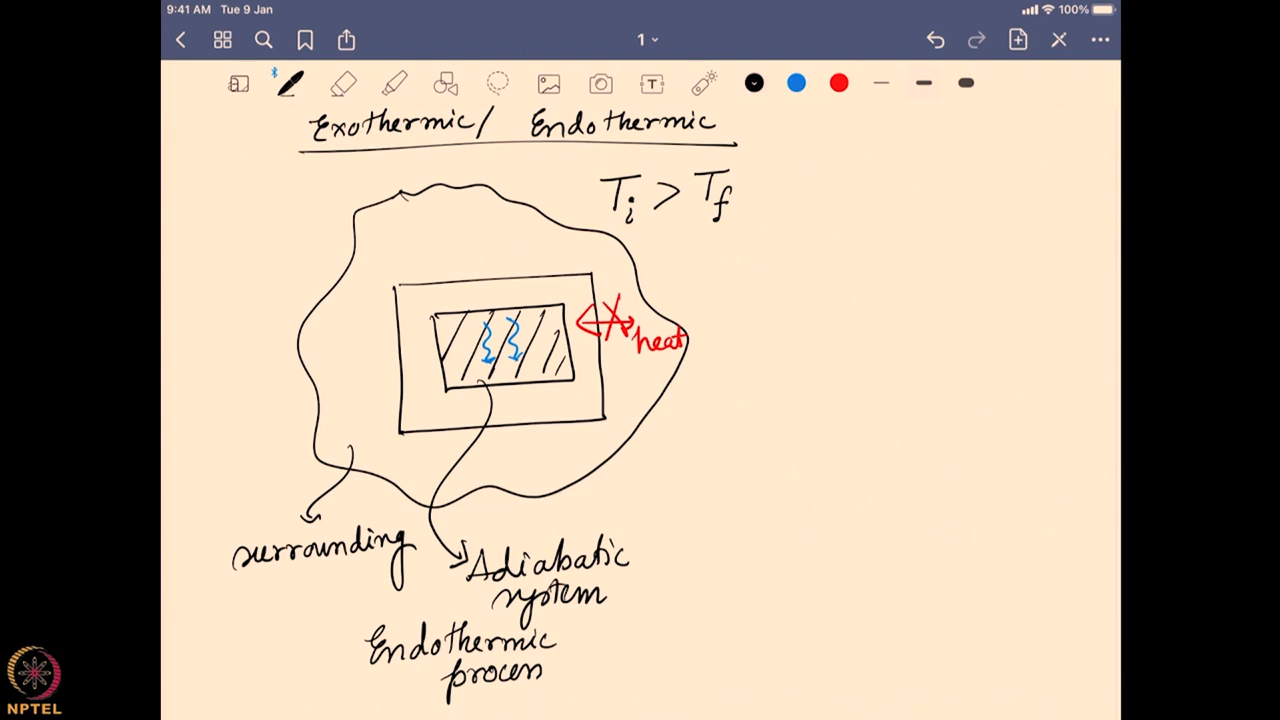 9:41 AM Tue 9 Jan
100%
1
T
Exothermic / Endothermic
Ti > Tf
heat
surrounding
Adiabatic
system
Endothermic
process
NPTEL